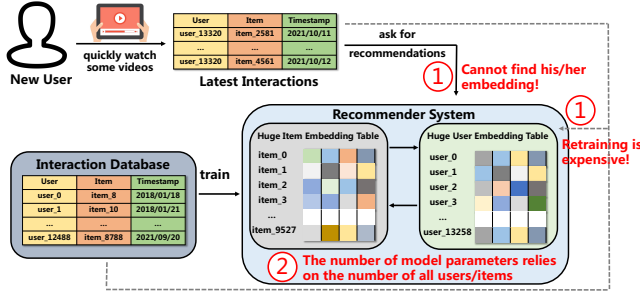 New User
quickly watch
some videos
User Item Timestamp
user_13320 item_2581 2021/10/11
... ... ...
user_13320 item_4561 2021/10/12
Latest Interactions
ask for
recommendations
① Cannot find his/her
embedding!
①
Retraining is
expensive!
Recommender System
Huge Item Embedding Table
item_0
item_1
item_2
item_3
...
item_9527
Huge User Embedding Table
user_0
user_1
user_2
user_3
...
user_13258
② The number of model parameters relies
on the number of all users/items
Interaction Database
User Item Timestamp
user_0 item_8 2018/01/18
user_1 item_10 2018/01/21
... ... ...
user_12488 item_8788 2021/09/20
train